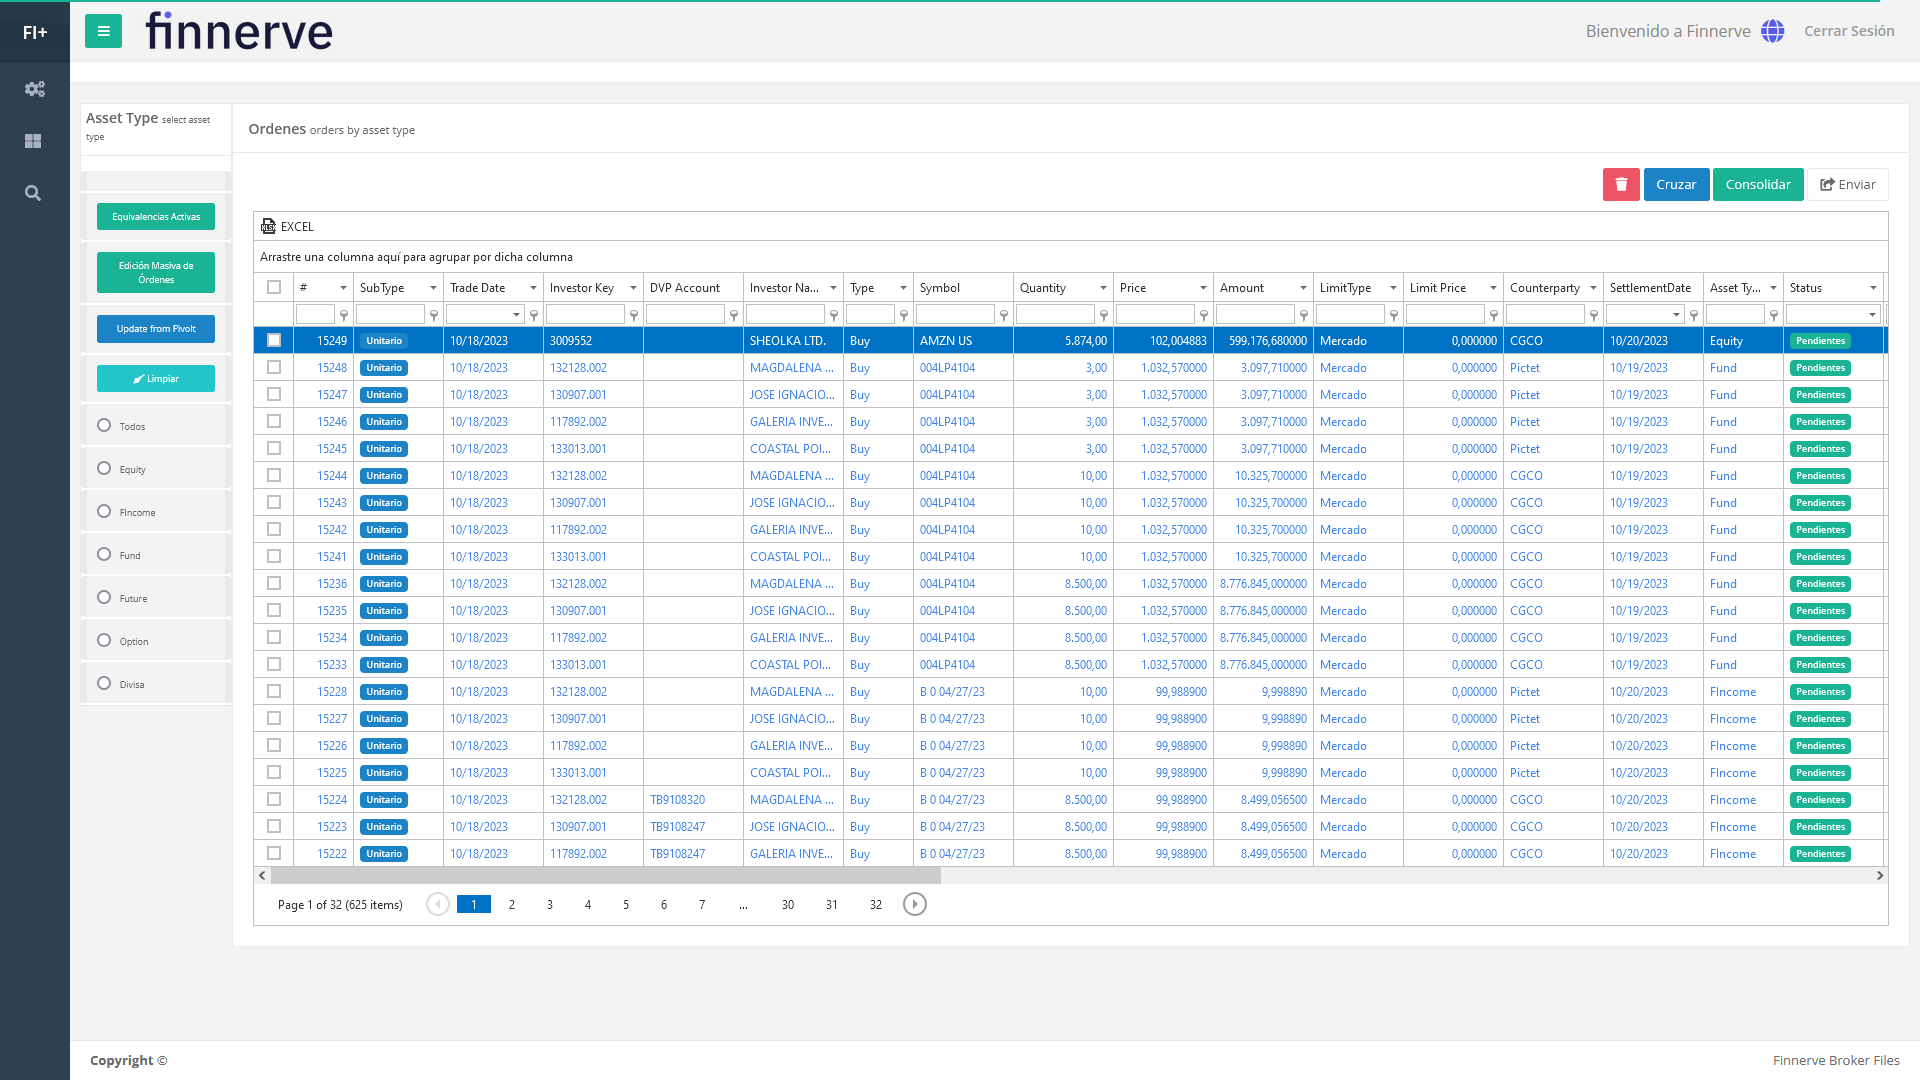 FI+
finnerve
Bienvenido a Finnerve
Cerrar Sesión
Asset Type select asset type
Equivalencias Activas
Edición Masiva de Órdenes
Update from Pivolt
Limpiar
Todos
Equity
FIncome
Fund
Future
Option
Divisa
Ordenes orders by asset type
Cruzar
Consolidar
Enviar
EXCEL
Arrastre una columna aquí para agrupar por dicha columna
# SubType Trade Date Investor Key DVP Account Investor Na... Type Symbol Quantity Price Amount LimitType Limit Price Counterparty SettlementDate Asset Ty... Status
15249 Unitario 10/18/2023 3009552 SHEOLKA LTD. Buy AMZN US 5.874,00 102,004883 599.176,680000 Mercado 0,000000 CGCO 10/20/2023 Equity Pendientes
15248 Unitario 10/18/2023 132128.002 MAGDALENA ... Buy 004LP4104 3,00 1.032,570000 3.097,710000 Mercado 0,000000 Pictet 10/19/2023 Fund Pendientes
15247 Unitario 10/18/2023 130907.001 JOSE IGNACIO... Buy 004LP4104 3,00 1.032,570000 3.097,710000 Mercado 0,000000 Pictet 10/19/2023 Fund Pendientes
15246 Unitario 10/18/2023 117892.002 GALERIA INVE... Buy 004LP4104 3,00 1.032,570000 3.097,710000 Mercado 0,000000 Pictet 10/19/2023 Fund Pendientes
15245 Unitario 10/18/2023 133013.001 COASTAL POI... Buy 004LP4104 3,00 1.032,570000 3.097,710000 Mercado 0,000000 Pictet 10/19/2023 Fund Pendientes
15244 Unitario 10/18/2023 132128.002 MAGDALENA ... Buy 004LP4104 10,00 1.032,570000 10.325,700000 Mercado 0,000000 CGCO 10/19/2023 Fund Pendientes
15243 Unitario 10/18/2023 130907.001 JOSE IGNACIO... Buy 004LP4104 10,00 1.032,570000 10.325,700000 Mercado 0,000000 CGCO 10/19/2023 Fund Pendientes
15242 Unitario 10/18/2023 117892.002 GALERIA INVE... Buy 004LP4104 10,00 1.032,570000 10.325,700000 Mercado 0,000000 CGCO 10/19/2023 Fund Pendientes
15241 Unitario 10/18/2023 133013.001 COASTAL POI... Buy 004LP4104 10,00 1.032,570000 10.325,700000 Mercado 0,000000 CGCO 10/19/2023 Fund Pendientes
15236 Unitario 10/18/2023 132128.002 MAGDALENA ... Buy 004LP4104 8.500,00 1.032,570000 8.776.845,000000 Mercado 0,000000 CGCO 10/19/2023 Fund Pendientes
15235 Unitario 10/18/2023 130907.001 JOSE IGNACIO... Buy 004LP4104 8.500,00 1.032,570000 8.776.845,000000 Mercado 0,000000 CGCO 10/19/2023 Fund Pendientes
15234 Unitario 10/18/2023 117892.002 GALERIA INVE... Buy 004LP4104 8.500,00 1.032,570000 8.776.845,000000 Mercado 0,000000 CGCO 10/19/2023 Fund Pendientes
15233 Unitario 10/18/2023 133013.001 COASTAL POI... Buy 004LP4104 8.500,00 1.032,570000 8.776.845,000000 Mercado 0,000000 CGCO 10/19/2023 Fund Pendientes
15228 Unitario 10/18/2023 132128.002 MAGDALENA ... Buy B 0 04/27/23 10,00 99,988900 9,998890 Mercado 0,000000 Pictet 10/20/2023 FIncome Pendientes
15227 Unitario 10/18/2023 130907.001 JOSE IGNACIO... Buy B 0 04/27/23 10,00 99,988900 9,998890 Mercado 0,000000 Pictet 10/20/2023 FIncome Pendientes
15226 Unitario 10/18/2023 117892.002 GALERIA INVE... Buy B 0 04/27/23 10,00 99,988900 9,998890 Mercado 0,000000 Pictet 10/20/2023 FIncome Pendientes
15225 Unitario 10/18/2023 133013.001 COASTAL POI... Buy B 0 04/27/23 10,00 99,988900 9,998890 Mercado 0,000000 Pictet 10/20/2023 FIncome Pendientes
15224 Unitario 10/18/2023 132128.002 TB9108320 MAGDALENA ... Buy B 0 04/27/23 8.500,00 99,988900 8.499,056500 Mercado 0,000000 CGCO 10/20/2023 FIncome Pendientes
15223 Unitario 10/18/2023 130907.001 TB9108247 JOSE IGNACIO... Buy B 0 04/27/23 8.500,00 99,988900 8.499,056500 Mercado 0,000000 CGCO 10/20/2023 FIncome Pendientes
15222 Unitario 10/18/2023 117892.002 TB9108247 GALERIA INVE... Buy B 0 04/27/23 8.500,00 99,988900 8.499,056500 Mercado 0,000000 CGCO 10/20/2023 FIncome Pendientes
Page 1 of 32 (625 items) 1 2 3 4 5 6 7 ... 30 31 32
Copyright ©
Finnerve Broker Files